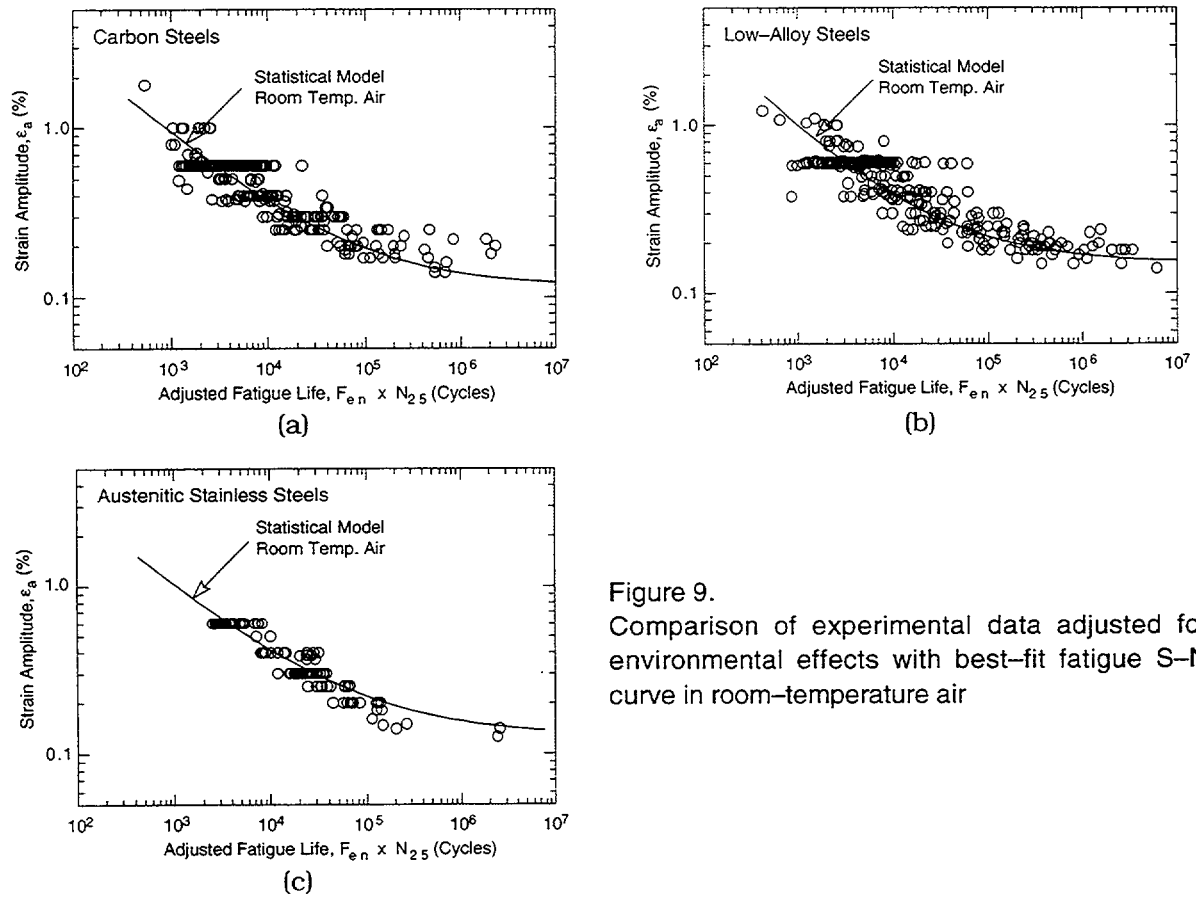 Carbon Steels
Statistical Model
Room Temp. Air
Strain Amplitude, εa (%)
1.0
0.1
10² 10³ 10⁴ 10⁵ 10⁶ 10⁷
Adjusted Fatigue Life, Fen x N25 (Cycles)
(a)
Low–Alloy Steels
Statistical Model
Room Temp. Air
Strain Amplitude, εa (%)
1.0
0.1
10² 10³ 10⁴ 10⁵ 10⁶ 10⁷
Adjusted Fatigue Life, Fen x N25 (Cycles)
(b)
Austenitic Stainless Steels
Statistical Model
Room Temp. Air
Strain Amplitude, εa (%)
1.0
0.1
10² 10³ 10⁴ 10⁵ 10⁶ 10⁷
Adjusted Fatigue Life, Fen x N25 (Cycles)
(c)
Figure 9.
Comparison of experimental data adjusted fo
environmental effects with best–fit fatigue S–N
curve in room–temperature air